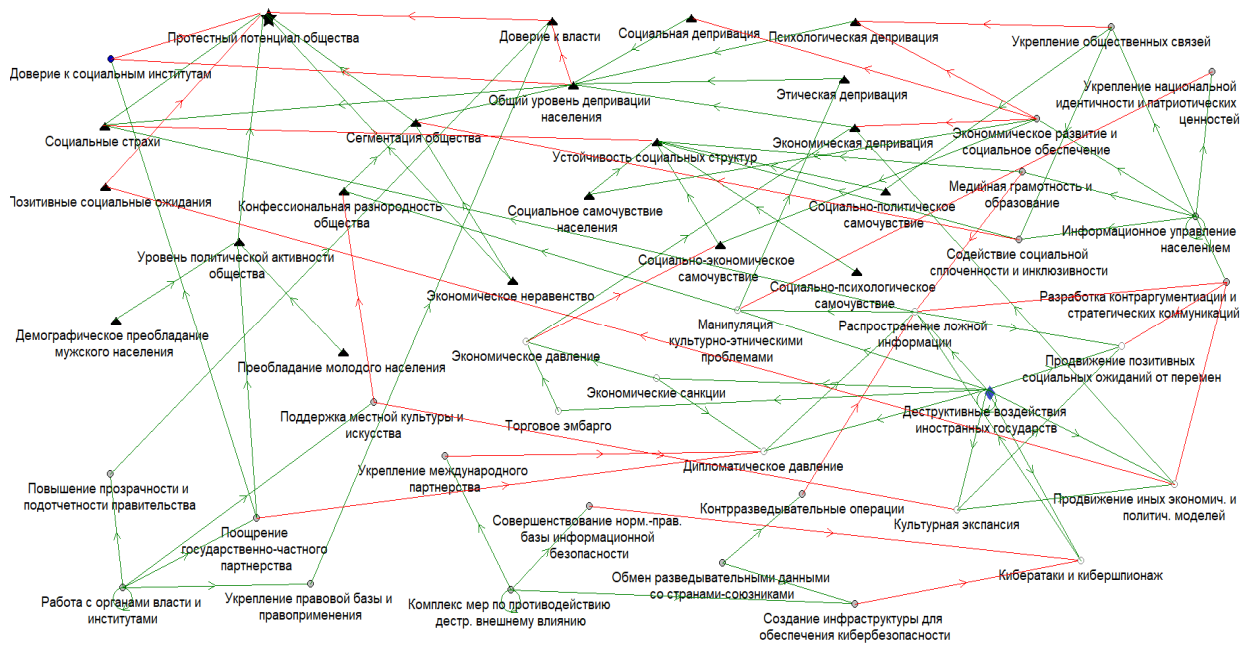 Протестный потенциал общества
Доверие к власти
Социальная депривация
Психологическая депривация
Укрепление общественных связей
Доверие к социальным институтам
Общий уровень депривации
населения
Этическая депривация
Укрепление национальной
идентичности и патриотических
ценностей
Социальные страхи
Сегментация общества
Устойчивость социальных структур
Экономическая депривация
Экономмическое развитие и
социальное обеспечение
Позитивные социальные ожидания
Конфессиональная разнородность
общества
Социальное самочувствие
населения
Социально-политическое
самочувствие
Медийная грамотность и
образование
Информационное управление
населением
Уровень политической активности
общества
Социально-экономическое
самочувствие
Содействие социальной
сплоченности и инклюзивности
Экономическое неравенство
Социально-психологическое
самочувствие
Разработка контраргументиации и
стратегических коммуникаций
Демографическое преобладание
мужского населения
Преобладание молодого населения
Экономическое давление
Манипуляция
культурно-этническими
проблемами
Распространение ложной
информации
Продвижение позитивных
социальных ожиданий от перемен
Экономические санкции
Поддержка местной культуры и
искусства
Торговое эмбарго
Деструктивные воздействия
иностранных государств
Повышение прозрачности и
подотчетности правительства
Укрепление международного
партнерства
Дипломатическое давление
Поощрение
государственно-частного
партнерства
Совершенствование норм.-прав.
базы информационной
безопасности
Контрразведывательные операции
Культурная экспансия
Продвижение иных экономич. и
политич. моделей
Работа с органами власти и
институтами
Укрепление правовой базы и
правоприменения
Комплекс мер по противодействию
дестр. внешнему влиянию
Обмен разведывательными данными
со странами-союзниками
Кибератаки и кибершпионаж
Создание инфраструктуры для
обеспечения кибербезопасности